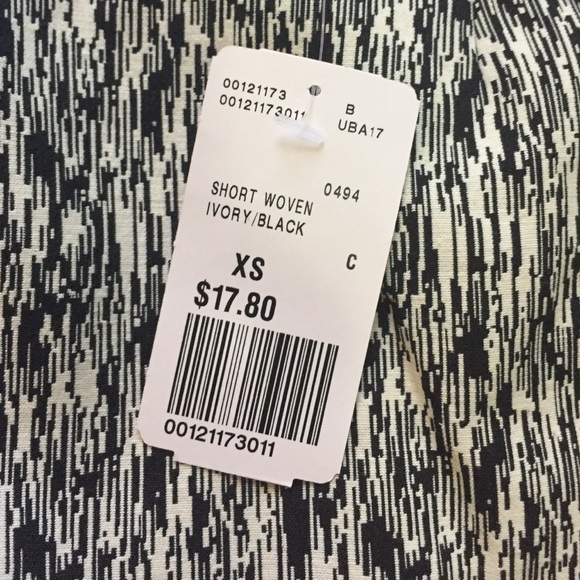 00121173 B
00121173011 UBA17
0494
SHORT WOVEN
IVORY/BLACK
C
XS
$17.80
00121173011